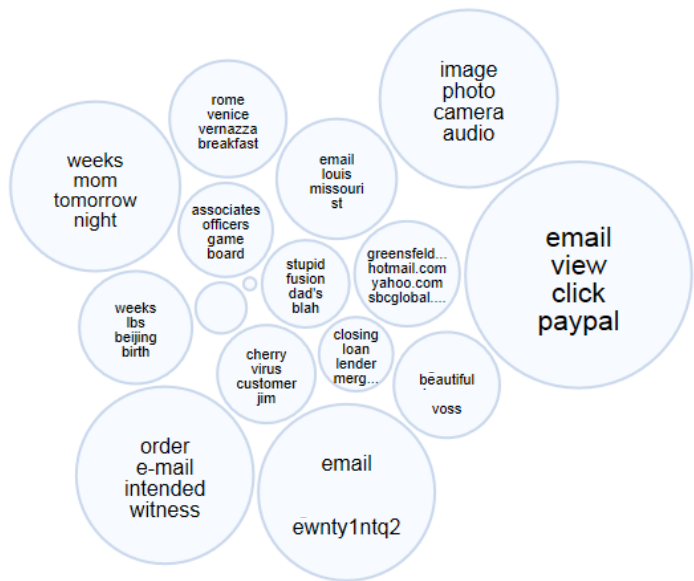 image
photo
camera
audio
rome
venice
vernazza
breakfast
weeks
mom
tomorrow
night
email
louis
missouri
st
associates
officers
game
board
email
view
click
paypal
greensfeld...
hotmail.com
yahoo.com
sbcglobal....
stupid
fusion
dad's
blah
weeks
lbs
beijing
birth
closing
loan
lender
merg...
cherry
virus
customer
jim
beautiful
voss
order
e-mail
intended
witness
email
ewnty1ntq2